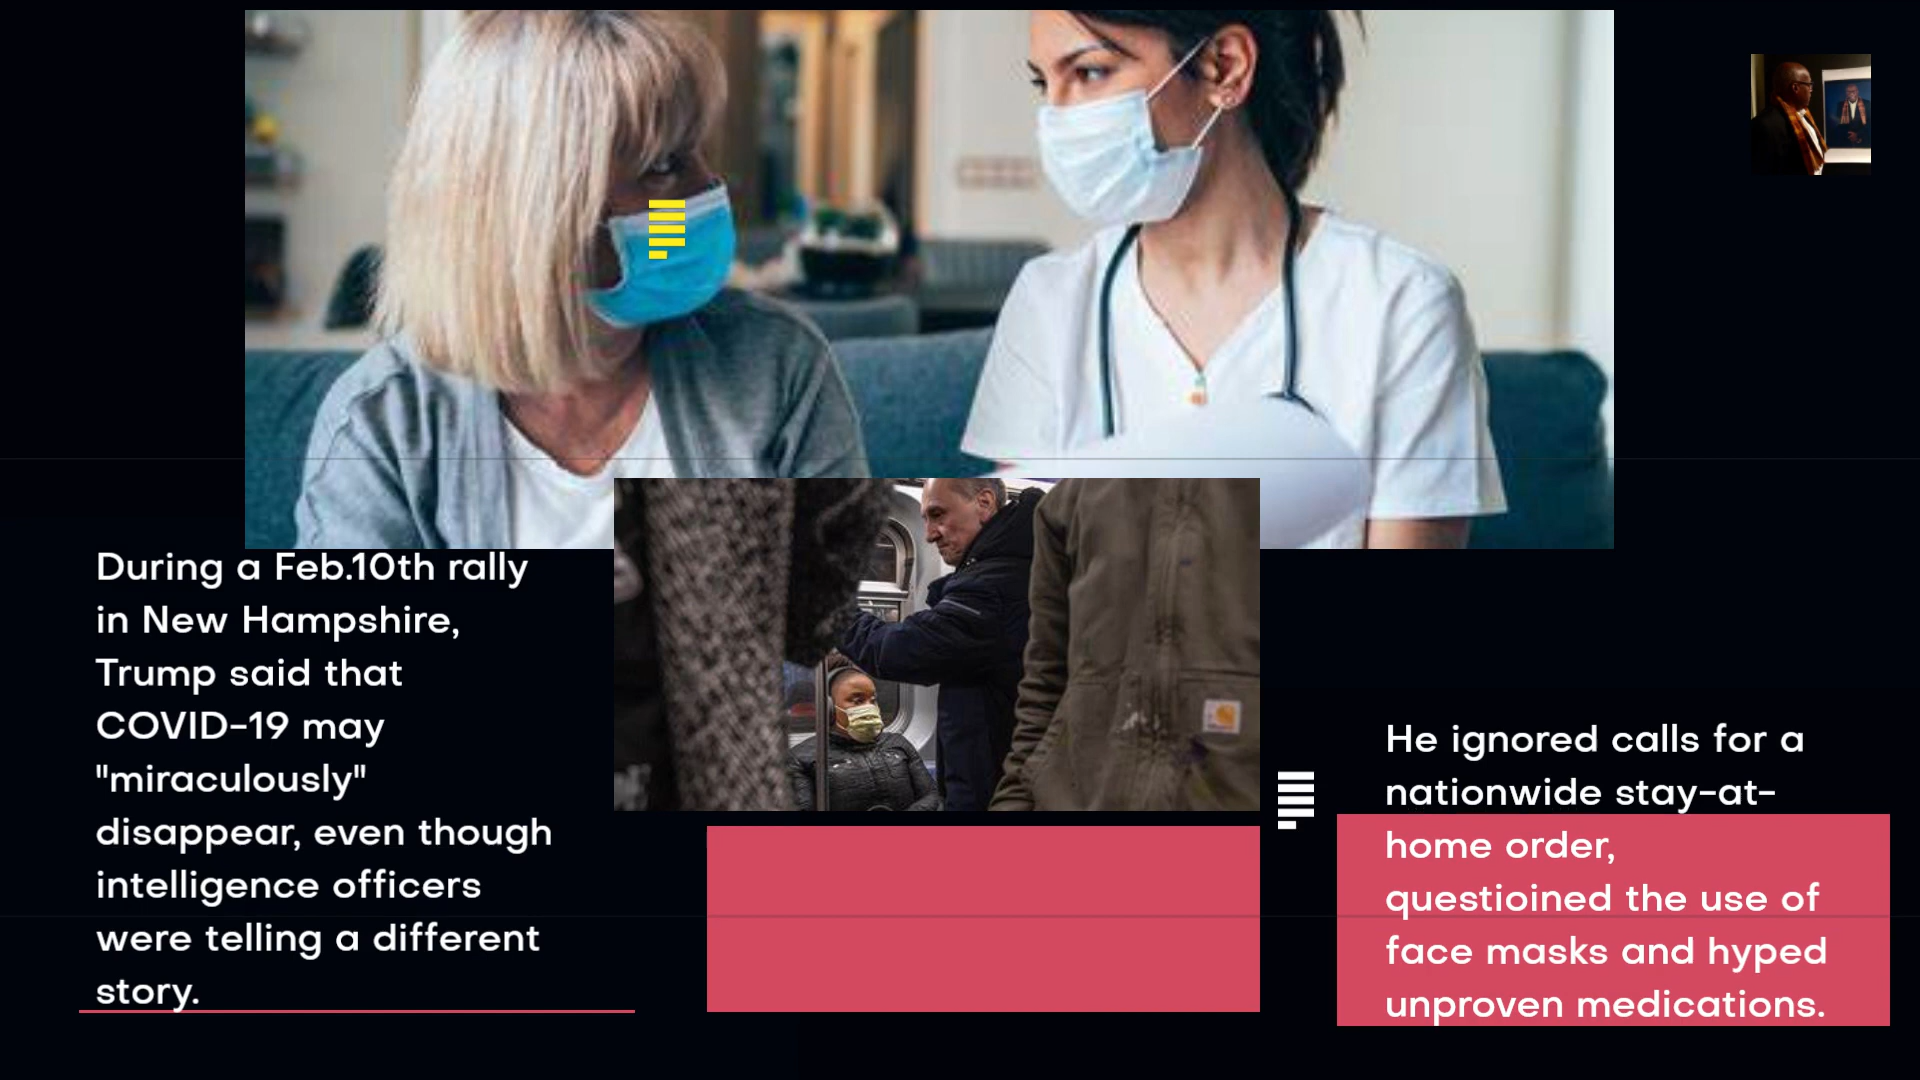 During a Feb.10th rally
in New Hampshire,
Trump said that
COVID-19 may
"miraculously"
disappear, even though
intelligence officers
were telling a different
story.
He ignored calls for a
nationwide stay-at-
home order,
questioined the use of
face masks and hyped
unproven medications.